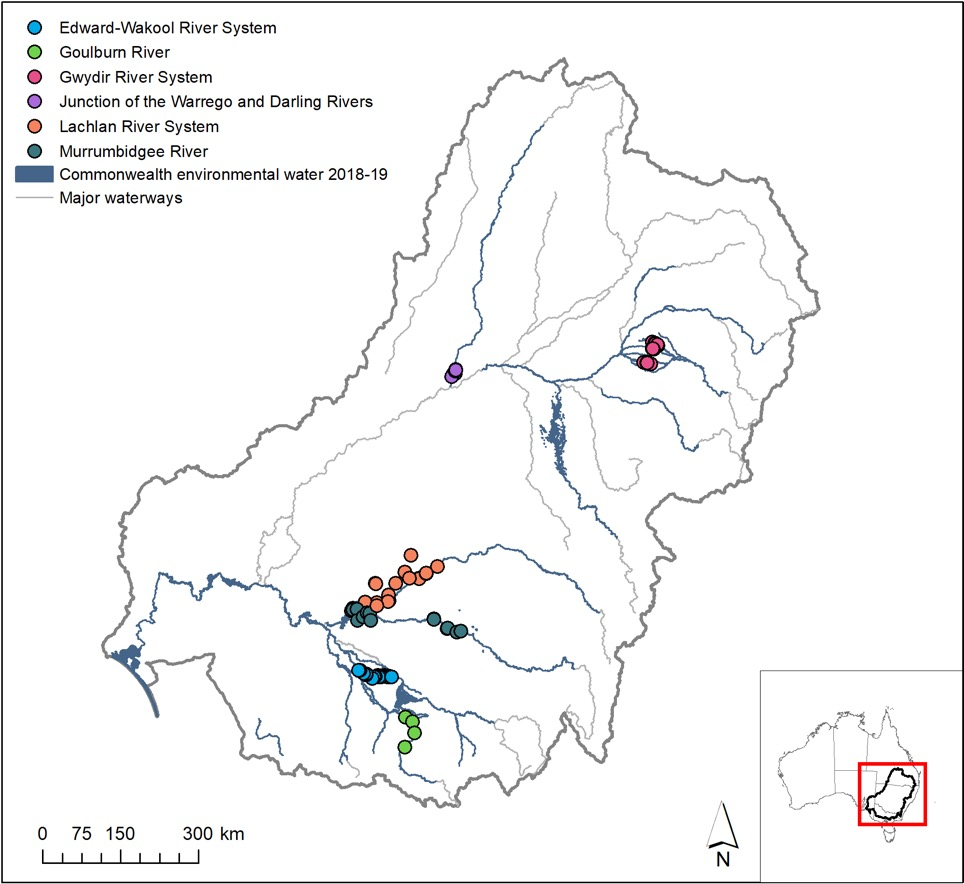 Edward-Wakool River System
Goulburn River
Gwydir River System
Junction of the Warrego and Darling Rivers
Lachlan River System
Murrumbidgee River
Commonwealth environmental water 2018-19
Major waterways
0 75 150 300 km
N